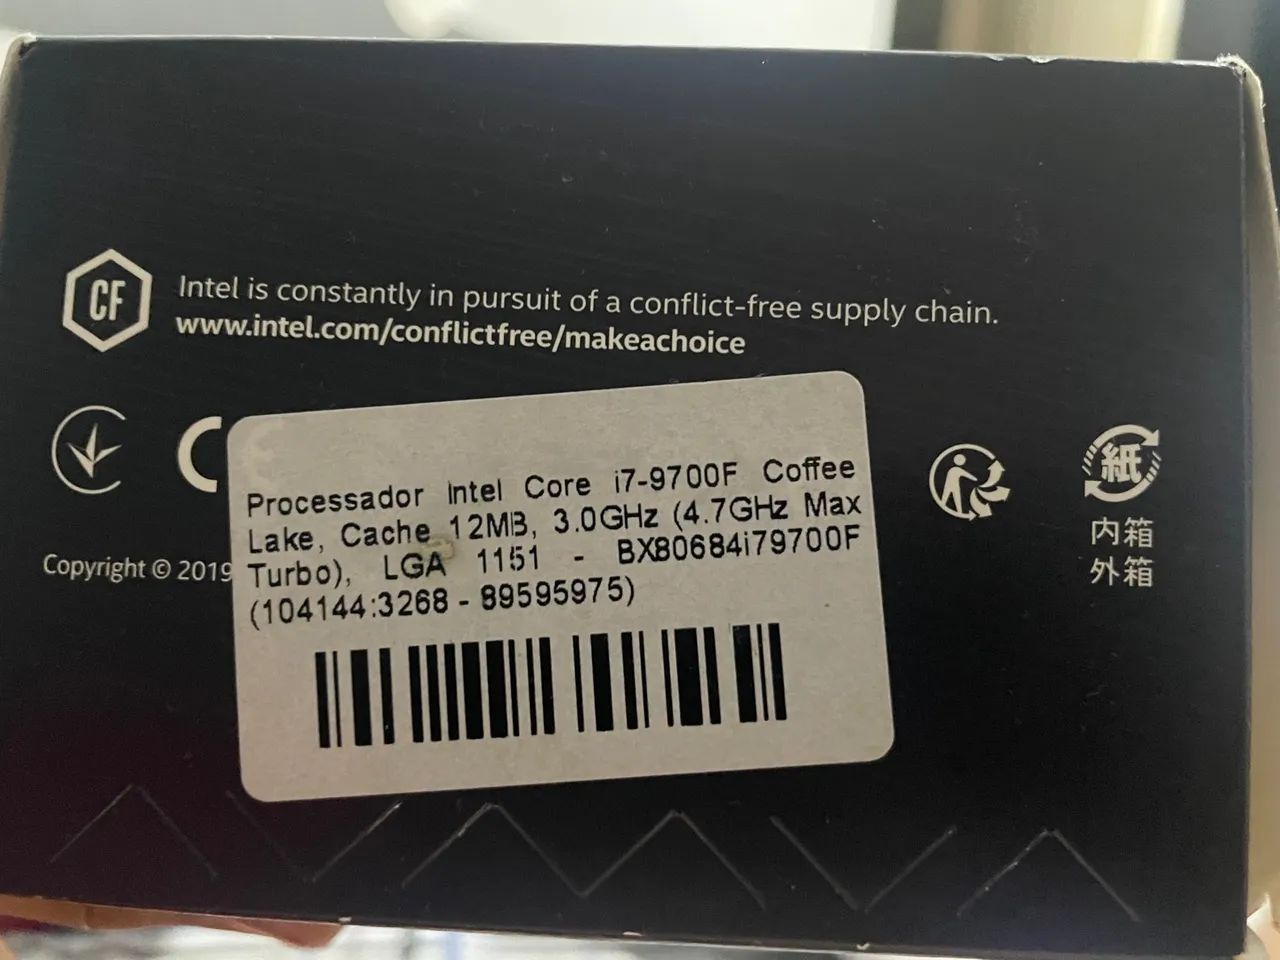 CF
Intel is constantly in pursuit of a conflict-free supply chain.
www.intel.com/conflictfree/makeachoice
Processador Intel Core i7-9700F Coffee
Lake, Cache 12MB, 3.0GHz (4.7GHz Max
Turbo), LGA 1151 - BX80684i79700F
(104144:3268 - 89595975)
Copyright © 2019
紙
内箱
外箱